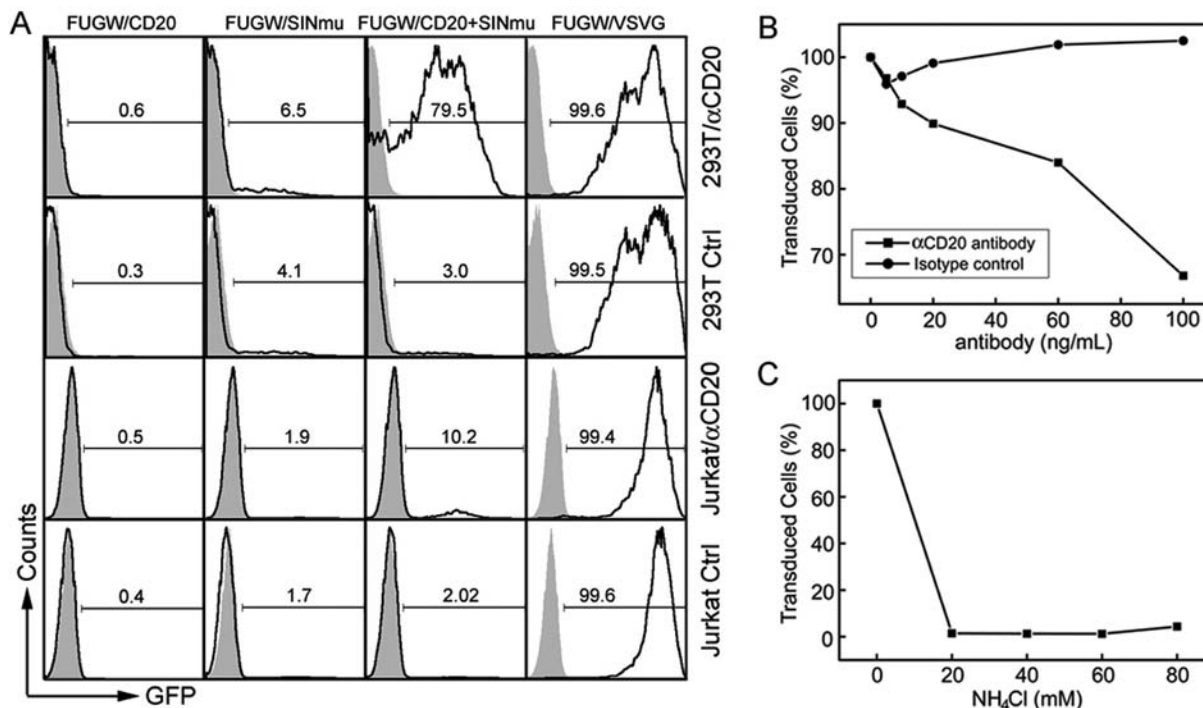 A
FUGW/CD20 FUGW/SINmu FUGW/CD20+SINmu FUGW/VSVG
0.6 6.5 79.5 99.6 293T/αCD20
0.3 4.1 3.0 99.5 293T Ctrl
0.5 1.9 10.2 99.4 Jurkat/αCD20
0.4 1.7 2.02 99.6 Jurkat Ctrl
Counts
GFP
B
Transduced Cells (%)
100
90
80
70
αCD20 antibody
Isotype control
0 20 40 60 80 100
antibody (ng/mL)
C
Transduced Cells (%)
100
80
60
40
20
0
0 20 40 60 80
NH₄Cl (mM)